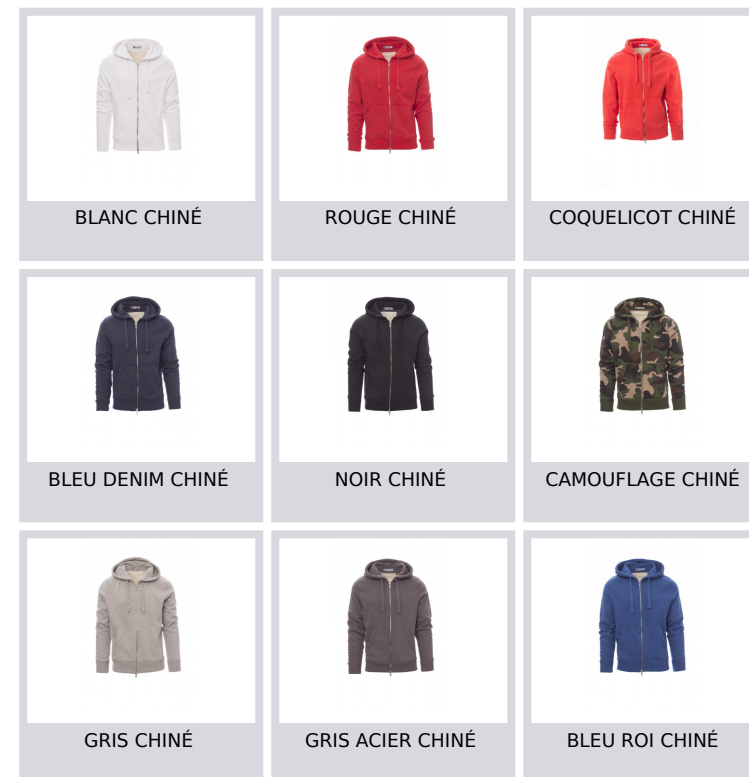 BLANC CHINÉ
ROUGE CHINÉ
COQUELICOT CHINÉ
BLEU DENIM CHINÉ
NOIR CHINÉ
CAMOUFLAGE CHINÉ
GRIS CHINÉ
GRIS ACIER CHINÉ
BLEU ROI CHINÉ